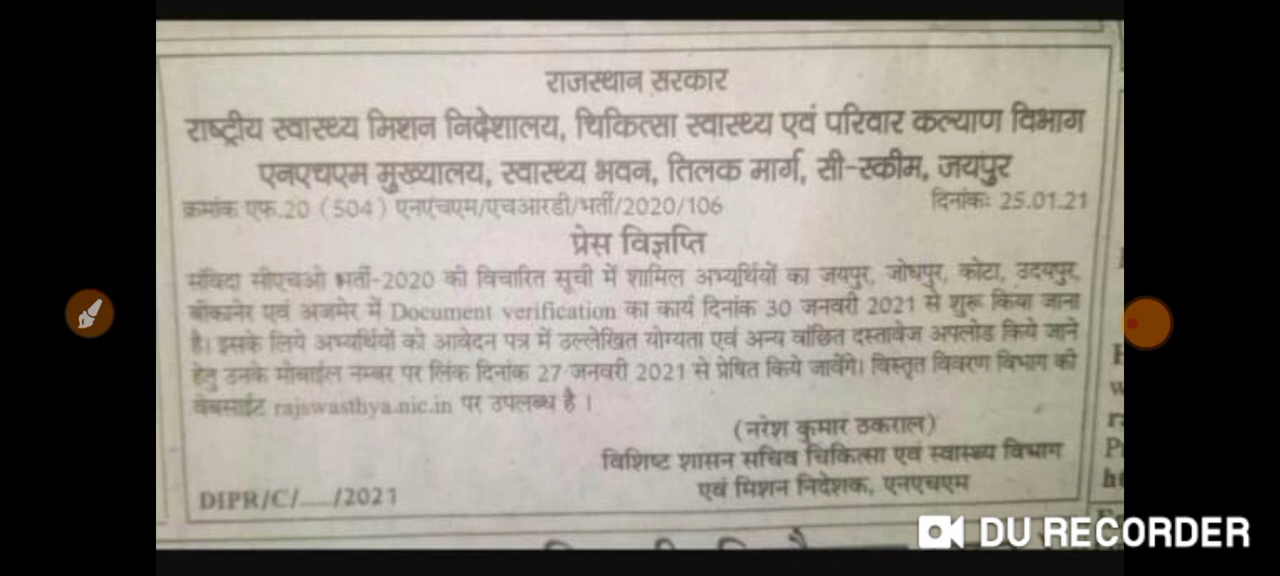 राजस्थान सरकार
राष्ट्रीय स्वास्थ्य मिशन निदेशालय, चिकित्सा स्वास्थ्य एवं परिवार कल्याण विभाग
एनएचएम मुख्यालय, स्वास्थ्य भवन, तिलक मार्ग, सी-स्कीम, जयपुर
क्रमांक एफ.20 (504) एनएचएम/एचआरडी/भर्ती/2020/106 दिनांकः 25.01.21
प्रेस विज्ञप्ति
संविदा सीएचओ भर्ती-2020 की विचारित सूची में शामिल अभ्यर्थियों का जयपुर, जोधपुर, कोटा, उदयपुर,
बीकानेर एवं अजमेर में Document verification का कार्य दिनांक 30 जनवरी 2021 से शुरू किया जाना
है। इसके लिये अभ्यर्थियों को आवेदन पत्र में उल्लेखित योग्यता एवं अन्य वांछित दस्तावेज अपलोड किये जाने
हेतु उनके मोबाईल नम्बर पर लिंक दिनांक 27 जनवरी 2021 से प्रेषित किये जावेंगे। विस्तृत विवरण विभाग की
वेबसाईट rajswasthya.nic.in पर उपलब्ध है।
(नरेश कुमार ठकराल)
विशिष्ट शासन सचिव चिकित्सा एवं स्वास्थ्य विभाग
एवं मिशन निदेशक, एनएचएम
DIPR/C/....../2021
DU RECORDER